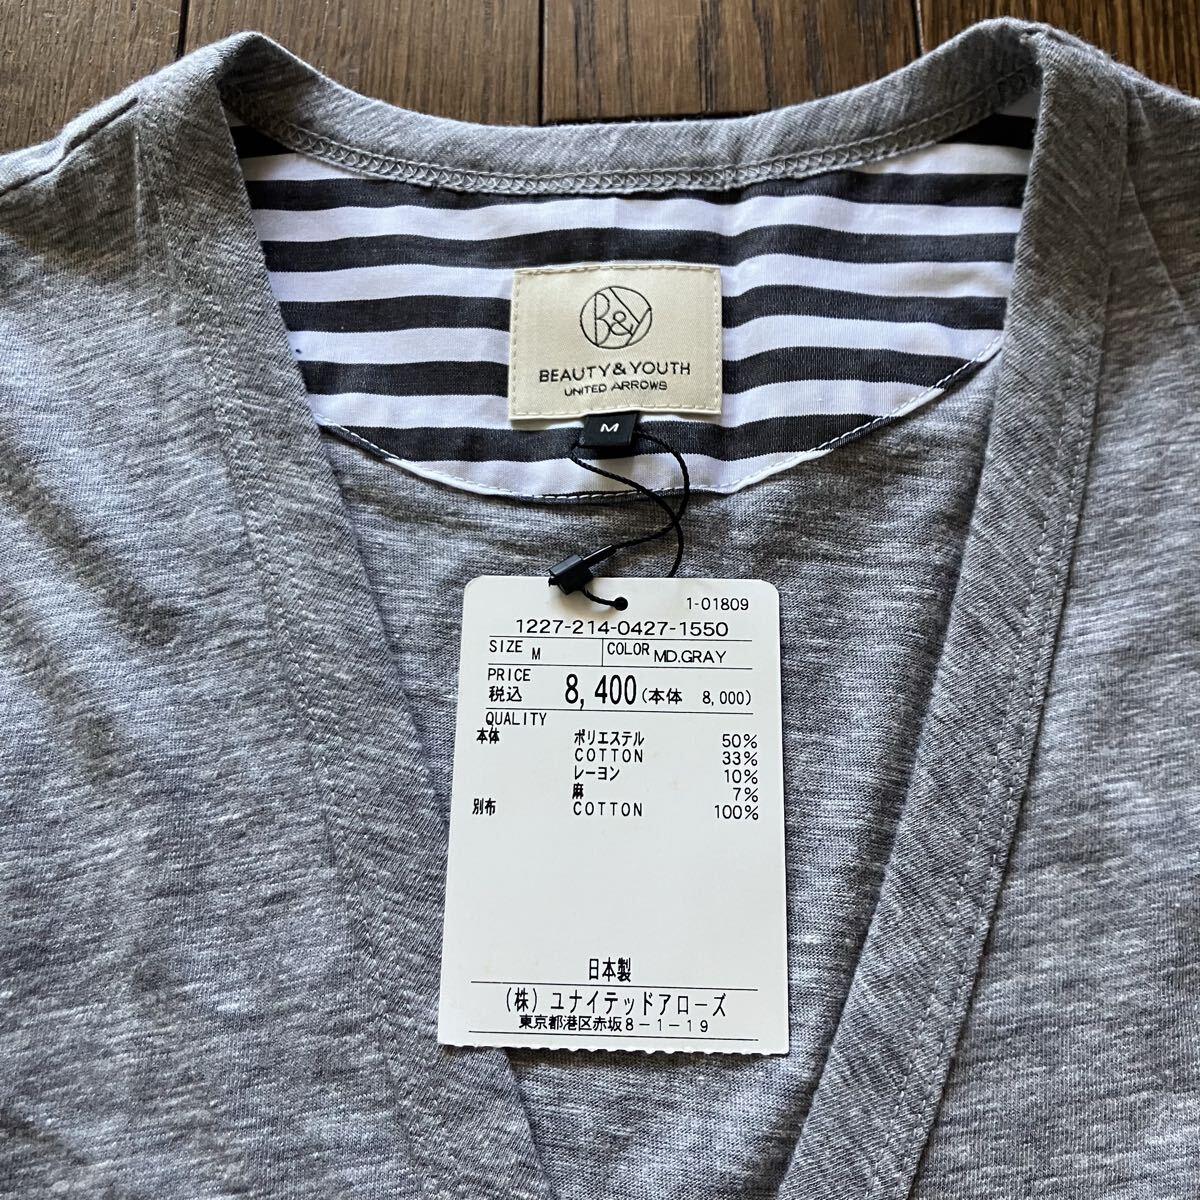 B&Y
BEAUTY&YOUTH
UNITED ARROWS
M
1-01809
1227-214-0427-1550
SIZE M COLOR MD.GRAY
PRICE
税込 8,400(本体 8,000)
QUALITY
本体 ポリエステル 50%
COTTON 33%
レーヨン 10%
麻 7%
別布 COTTON 100%
日本製
(株)ユナイテッドアローズ
東京都港区赤坂8-1-19